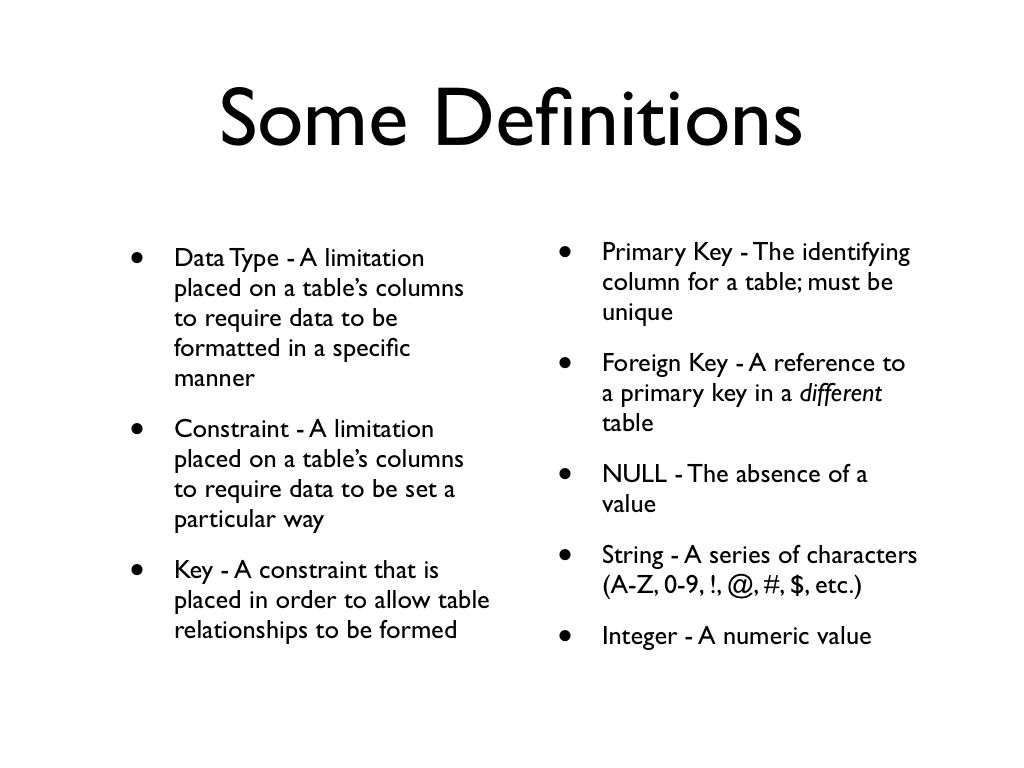 Some Definitions
• Data Type - A limitation
placed on a table’s columns
to require data to be
formatted in a specific
manner
• Constraint - A limitation
placed on a table’s columns
to require data to be set a
particular way
• Key - A constraint that is
placed in order to allow table
relationships to be formed
• Primary Key - The identifying
column for a table; must be
unique
• Foreign Key - A reference to
a primary key in a different
table
• NULL - The absence of a
value
• String - A series of characters
(A-Z, 0-9, !, @, #, $, etc.)
• Integer - A numeric value